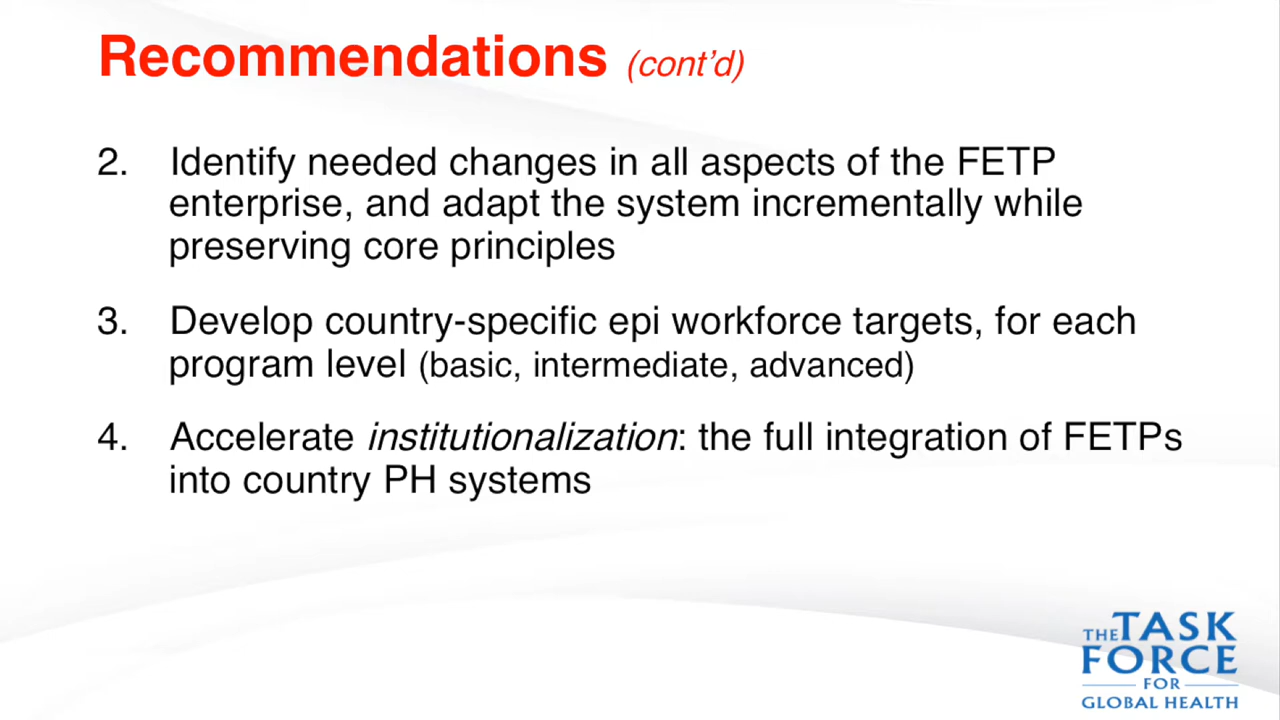 Recommendations (cont’d)
2. Identify needed changes in all aspects of the FETP
enterprise, and adapt the system incrementally while
preserving core principles
3. Develop country-specific epi workforce targets, for each
program level (basic, intermediate, advanced)
4. Accelerate institutionalization: the full integration of FETPs
into country PH systems
THE TASK
FORCE
FOR
GLOBAL HEALTH